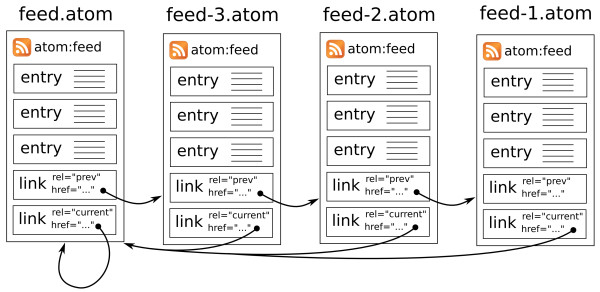 feed.atom
atom:feed
entry
entry
entry
link rel="prev"
href="..."
link rel="current"
href="..."
feed-3.atom
atom:feed
entry
entry
entry
link rel="prev"
href="..."
link rel="current"
href="..."
feed-2.atom
atom:feed
entry
entry
entry
link rel="prev"
href="..."
link rel="current"
href="..."
feed-1.atom
atom:feed
entry
entry
entry
link rel="prev"
href="..."
link rel="current"
href="..."